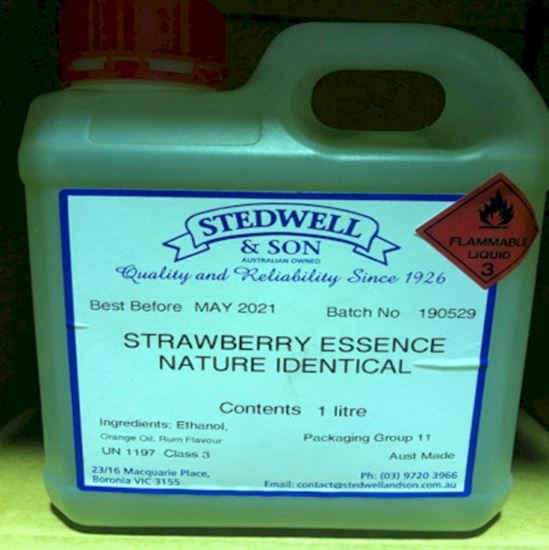 STEDWELL
& SON
AUSTRALIAN OWNED
Quality and Reliability Since 1926
Best Before MAY 2021 Batch No 190529
STRAWBERRY ESSENCE
NATURE IDENTICAL
Contents 1 litre
Ingredients: Ethanol,
Orange Oil, Rum Flavour
Packaging Group 11
UN 1197 Class 3
Aust Made
23/16 Macquarie Place,
Boronia VIC 3155
Ph: (03) 9720 3966
Email: contact@stedwellandson.com.au
FLAMMABLE
LIQUID
3